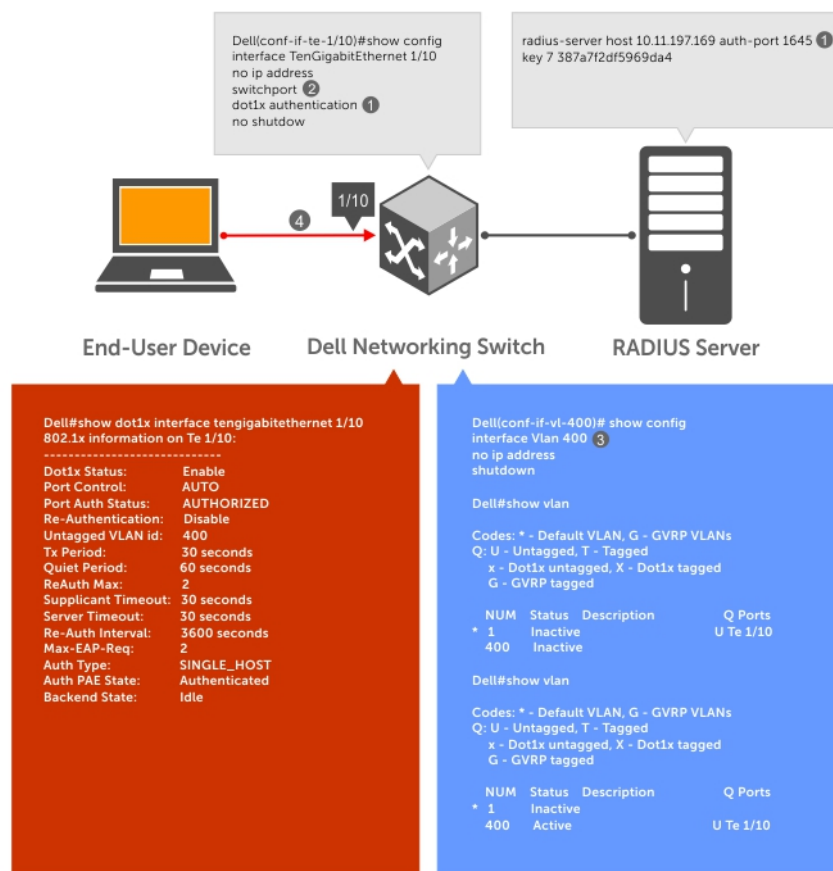 Dell(conf-if-te-1/10)#show config
interface TenGigabitEthernet 1/10
no ip address
switchport 2
dot1x authentication 1
no shutdow
radius-server host 10.11.197.169 auth-port 1645 1
key 7 387a7f2df5969da4
1/10
4
End-User Device
Dell Networking Switch
RADIUS Server
Dell#show dot1x interface tengigabitethernet 1/10
802.1x information on Te 1/10:
-----------------------------
Dot1x Status: Enable
Port Control: AUTO
Port Auth Status: AUTHORIZED
Re-Authentication: Disable
Untagged VLAN id: 400
Tx Period: 30 seconds
Quiet Period: 60 seconds
ReAuth Max: 2
Supplicant Timeout: 30 seconds
Server Timeout: 30 seconds
Re-Auth Interval: 3600 seconds
Max-EAP-Req: 2
Auth Type: SINGLE_HOST
Auth PAE State: Authenticated
Backend State: Idle
Dell(conf-if-vl-400)# show config
interface Vlan 400 3
no ip address
shutdown
Dell#show vlan
Codes: * - Default VLAN, G - GVRP VLANs
Q: U - Untagged, T - Tagged
x - Dot1x untagged, X - Dot1x tagged
G - GVRP tagged
NUM Status Description Q Ports
* 1 Inactive U Te 1/10
400 Inactive
Dell#show vlan
Codes: * - Default VLAN, G - GVRP VLANs
Q: U - Untagged, T - Tagged
x - Dot1x untagged, X - Dot1x tagged
G - GVRP tagged
NUM Status Description Q Ports
* 1 Inactive
400 Active U Te 1/10